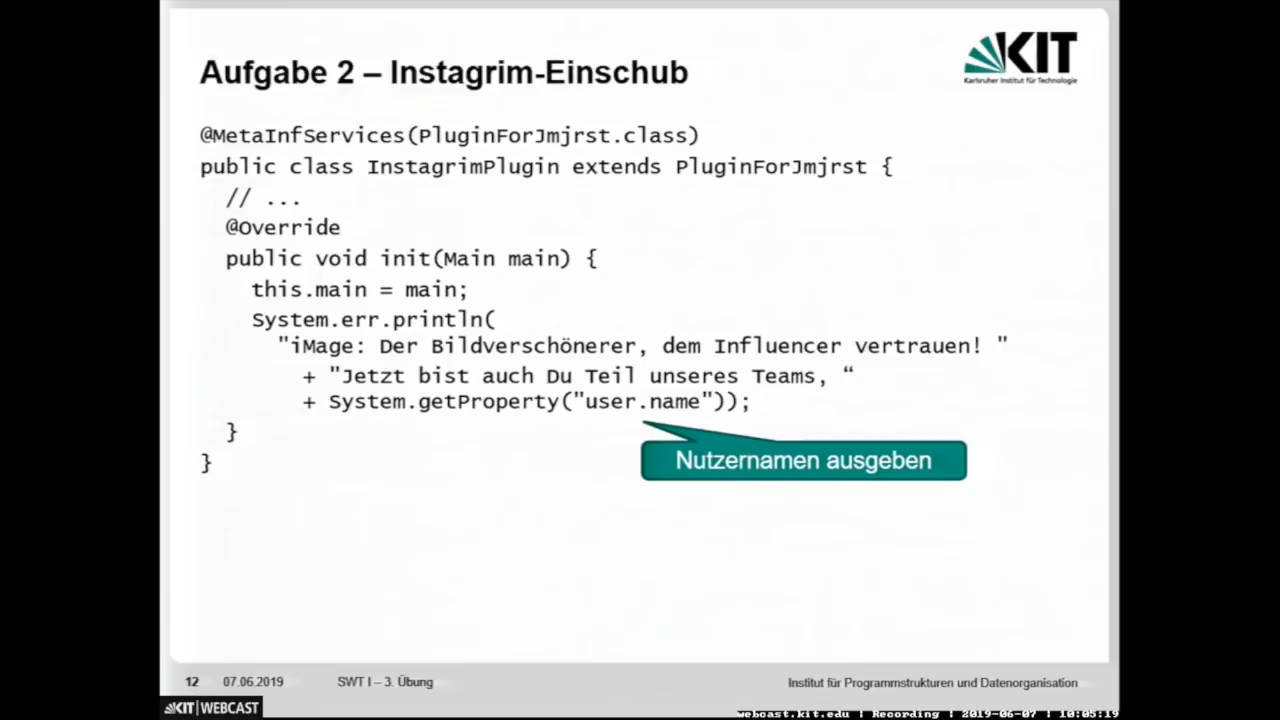 Aufgabe 2 – Instagrim-Einschub
KIT
Karlsruher Institut für Technologie
@MetaInfServices(PluginForJmjrst.class)
public class InstagrimPlugin extends PluginForJmjrst {
// ...
@Override
public void init(Main main) {
this.main = main;
System.err.println(
"iMage: Der Bildverschönerer, dem Influencer vertrauen! "
+ "Jetzt bist auch Du Teil unseres Teams, “
+ System.getProperty("user.name"));
}
}
Nutzernamen ausgeben
12 07.06.2019 SWT I – 3. Übung Institut für Programmstrukturen und Datenorganisation
KIT | WEBCAST
webcast.kit.edu | Recording | 2019-06-07 | 10:05:19